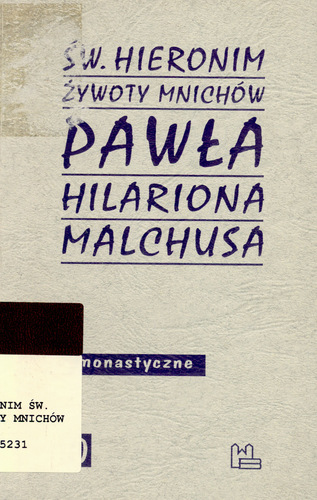 ŚW. HIERONIM
ŻYWOTY MNICHÓW
PAWŁA
HILARIONA
MALCHUSA
monastyczne
NIM ŚW.
Y MNICHÓW
5231